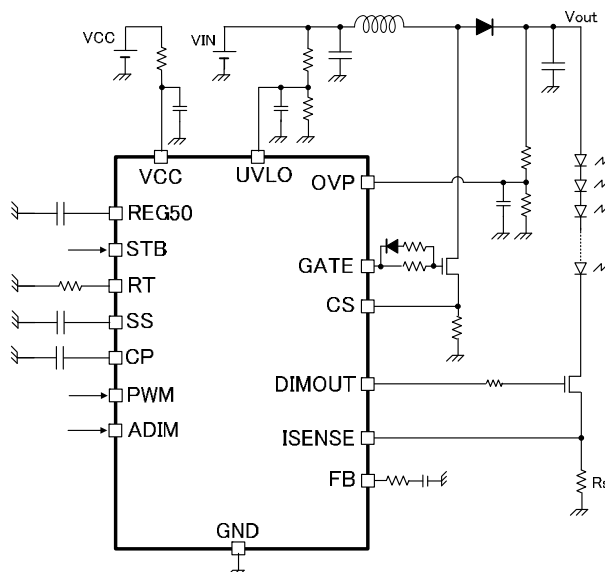 VCC
VIN
Vout
VCC
UVLO
OVP
REG50
STB
GATE
RT
CS
SS
CP
DIMOUT
PWM
ADIM
ISENSE
FB
Rs
GND